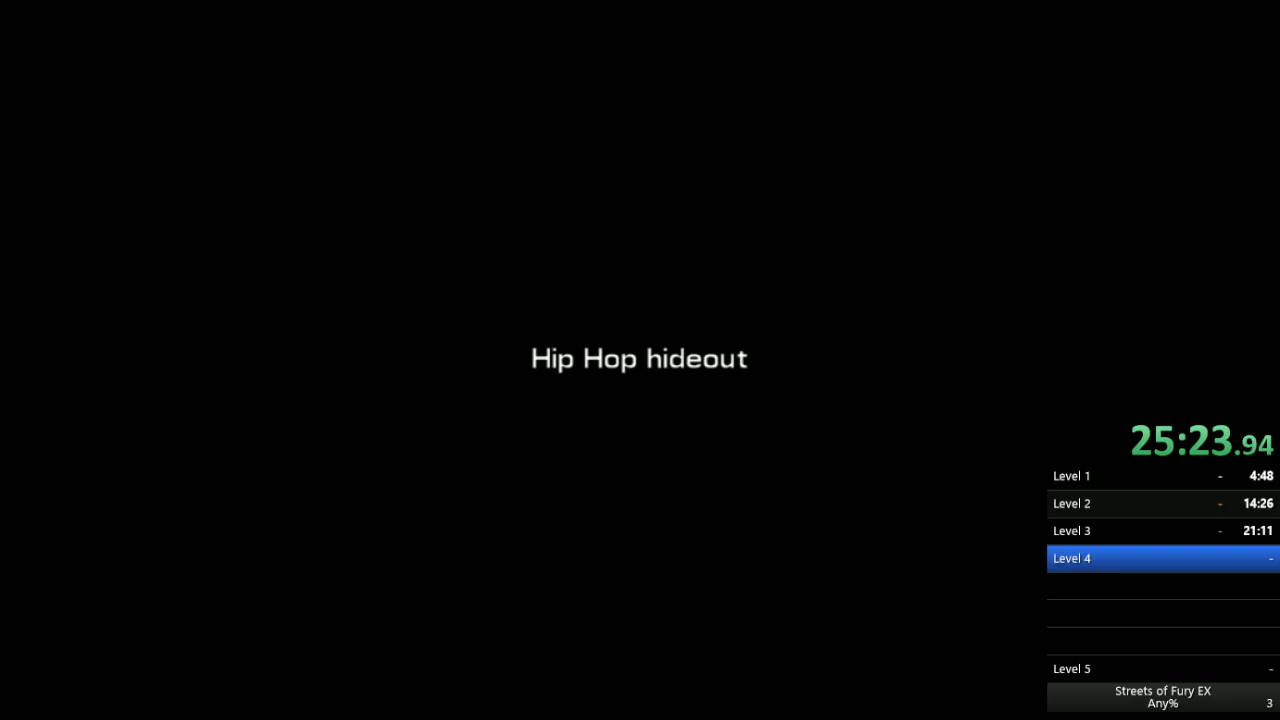 Hip Hop hideout
25:23.94
Level 1 - 4:48
Level 2 - 14:26
Level 3 - 21:11
Level 4 -
Level 5 -
Streets of Fury EX
Any% 3